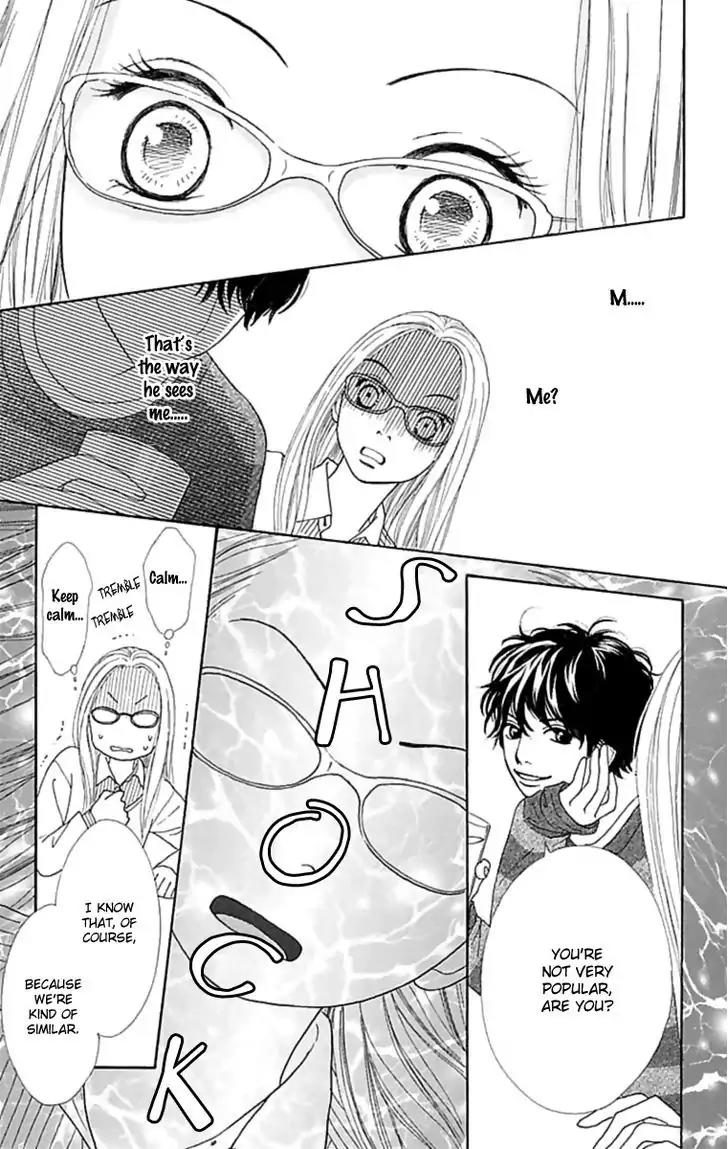 M.....
Me?
That's
the way
he sees
me.....
YOU'RE
NOT VERY
POPULAR,
ARE YOU?
S
H
O
C
K
Calm...
TREMBLE
TREMBLE
Keep
calm...
I KNOW
THAT, OF
COURSE,
BECAUSE
WE'RE
KIND OF
SIMILAR.